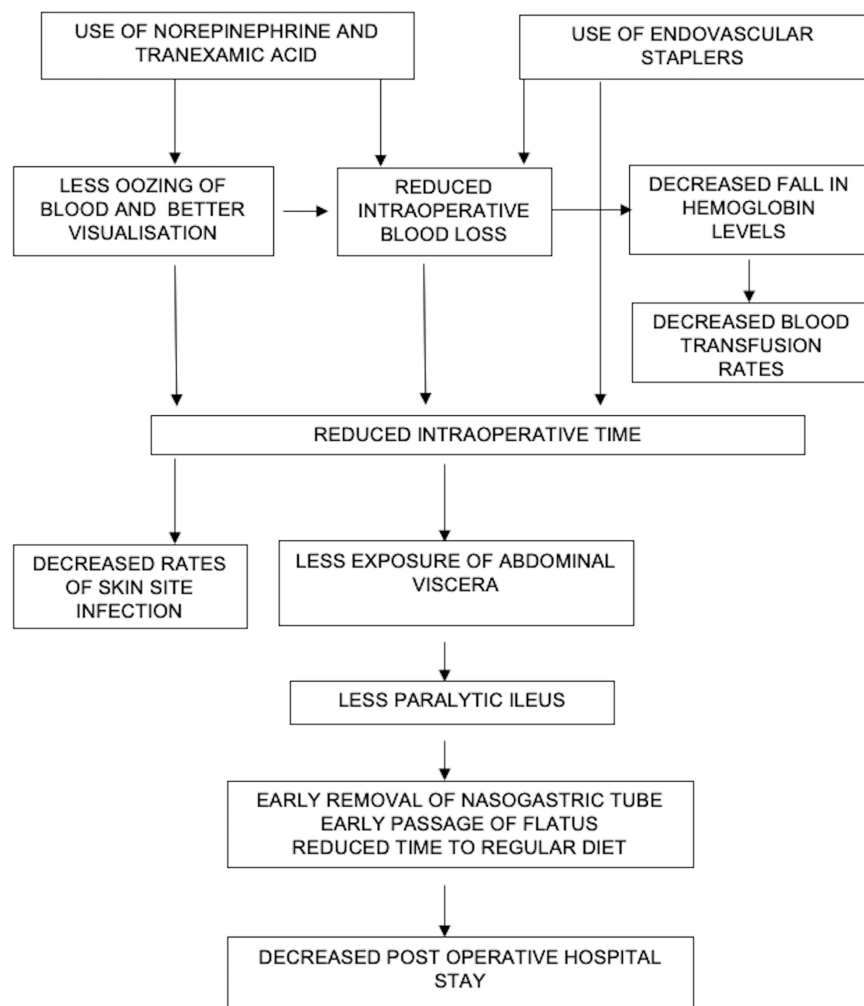 USE OF NOREPINEPHRINE AND
TRANEXAMIC ACID
USE OF ENDOVASCULAR
STAPLERS
LESS OOZING OF
BLOOD AND BETTER
VISUALISATION
REDUCED
INTRAOPERATIVE
BLOOD LOSS
DECREASED FALL IN
HEMOGLOBIN
LEVELS
DECREASED BLOOD
TRANSFUSION
RATES
REDUCED INTRAOPERATIVE TIME
DECREASED RATES
OF SKIN SITE
INFECTION
LESS EXPOSURE OF ABDOMINAL
VISCERA
LESS PARALYTIC ILEUS
EARLY REMOVAL OF NASOGASTRIC TUBE
EARLY PASSAGE OF FLATUS
REDUCED TIME TO REGULAR DIET
DECREASED POST OPERATIVE HOSPITAL
STAY